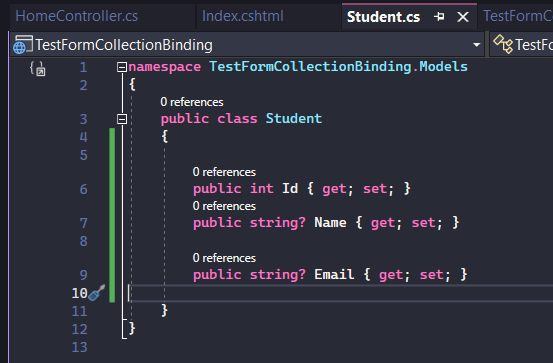 HomeController.cs Index.cshtml Student.cs TestFormC
TestFormCollectionBinding TestFo
1 namespace TestFormCollectionBinding.Models
2 {
0 references
3 public class Student
4 {
5
0 references
6 public int Id { get; set; }
0 references
7 public string? Name { get; set; }
8
0 references
9 public string? Email { get; set; }
10
11 }
12 }
13